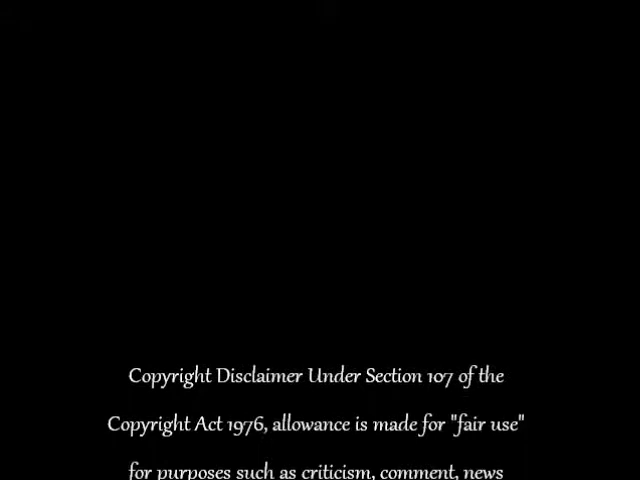 Copyright Disclaimer Under Section 107 of the
Copyright Act 1976, allowance is made for "fair use"
for purposes such as criticism, comment, news